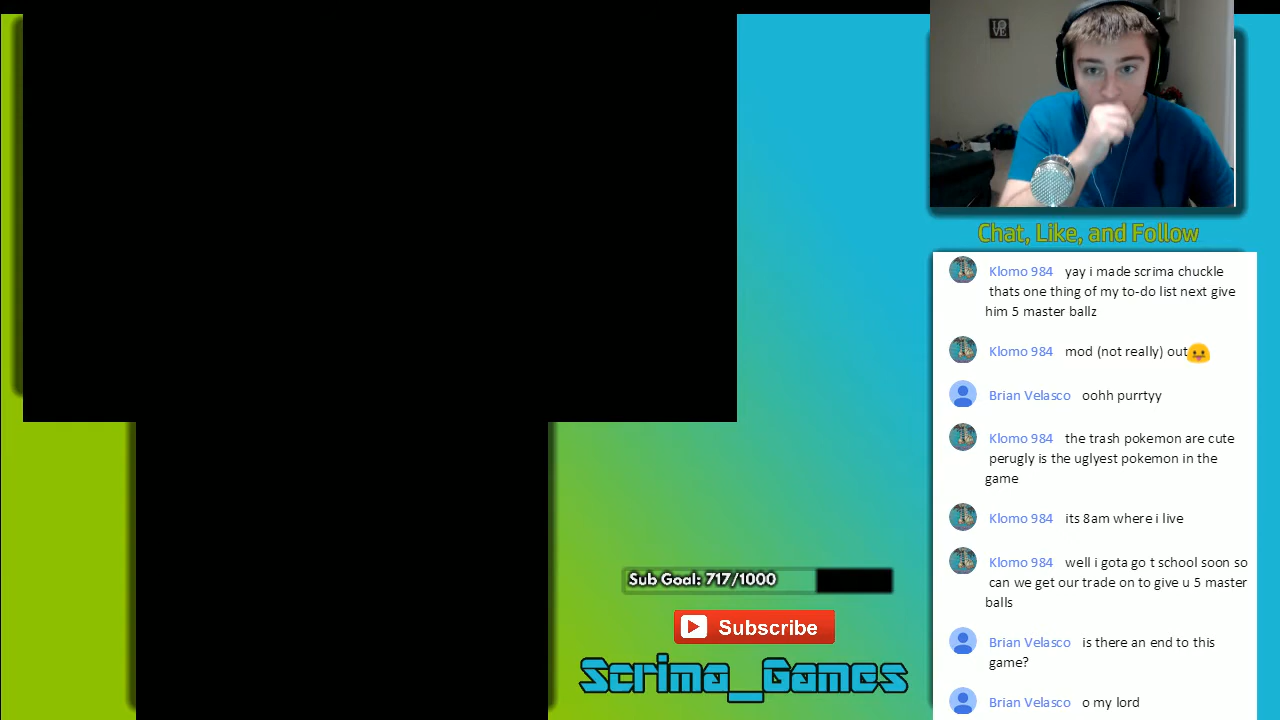 LOVE
Chat, Like, and Follow
Klomo 984 yay i made scrima chuckle
thats one thing of my to-do list next give
him 5 master ballz
Klomo 984 mod (not really) out
Brian Velasco oohh purrtyy
Klomo 984 the trash pokemon are cute
perugly is the uglyest pokemon in the
game
Klomo 984 its 8am where i live
Klomo 984 well i gota go t school soon so
can we get our trade on to give u 5 master
balls
Brian Velasco is there an end to this
game?
Brian Velasco o my lord
Sub Goal: 717/1000
Subscribe
Scrima_Games